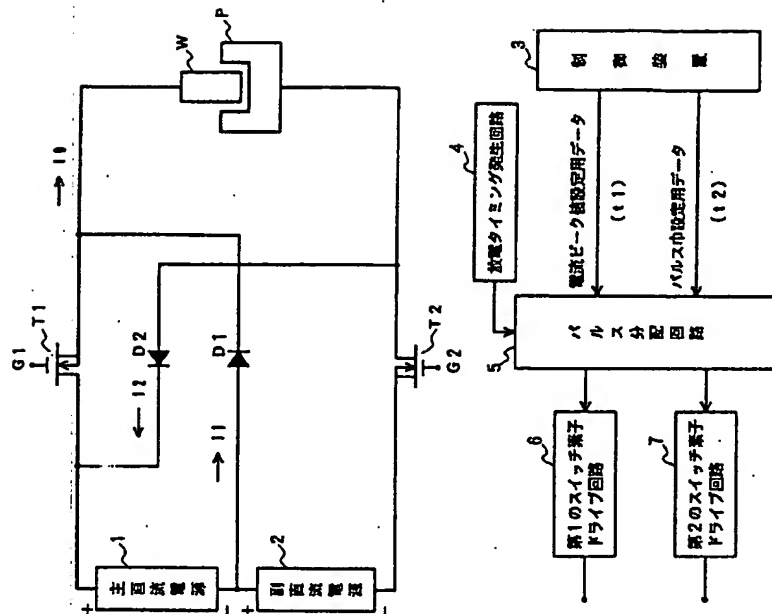 W
P
→ I0
G1
T1
D2
← I2
D1
→ I1
T2
G2
1
主直流電源
+
-
2
副直流電源
+
-
3
制御装置
4
放電タイミング発生回路
電流ピーク値設定用データ
(t1)
パルス巾設定用データ
(t2)
5
パルス分配回路
6
第1のスイッチ素子
ドライブ回路
7
第2のスイッチ素子
ドライブ回路